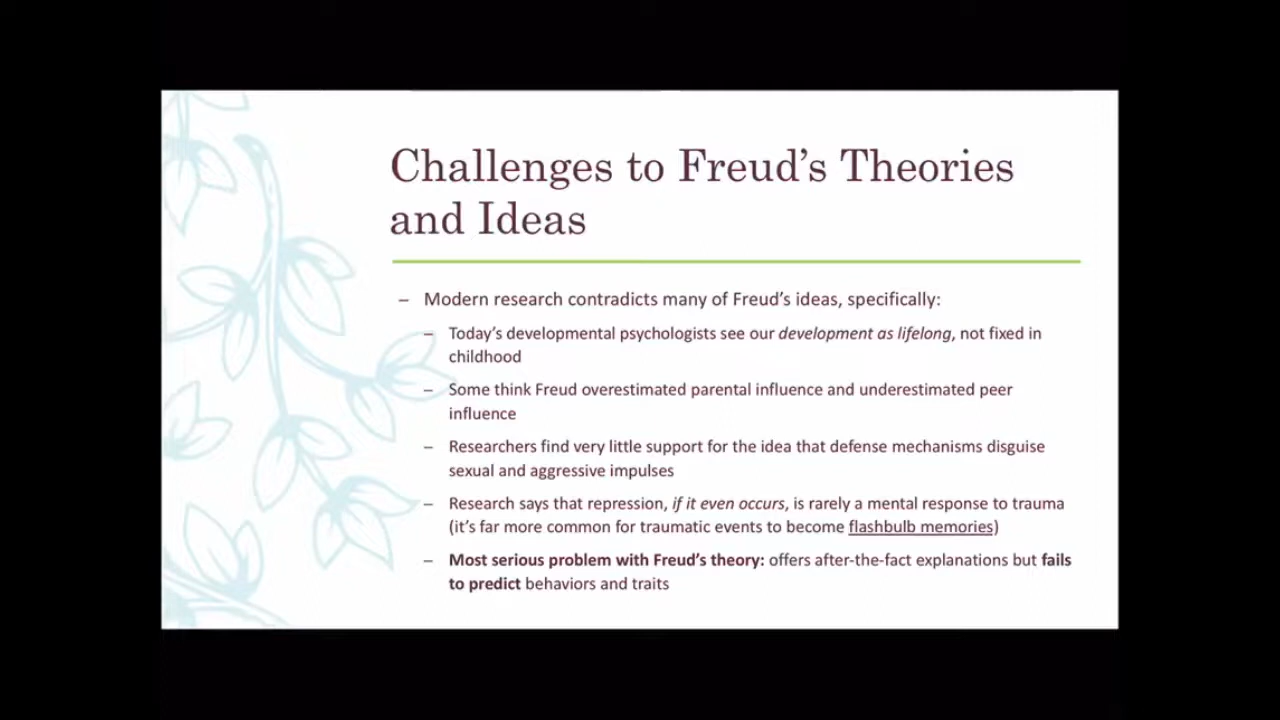 Challenges to Freud's Theories
and Ideas
– Modern research contradicts many of Freud's ideas, specifically:
– Today's developmental psychologists see our development as lifelong, not fixed in
childhood
– Some think Freud overestimated parental influence and underestimated peer
influence
– Researchers find very little support for the idea that defense mechanisms disguise
sexual and aggressive impulses
– Research says that repression, if it even occurs, is rarely a mental response to trauma
(it's far more common for traumatic events to become flashbulb memories)
– Most serious problem with Freud's theory: offers after-the-fact explanations but fails
to predict behaviors and traits